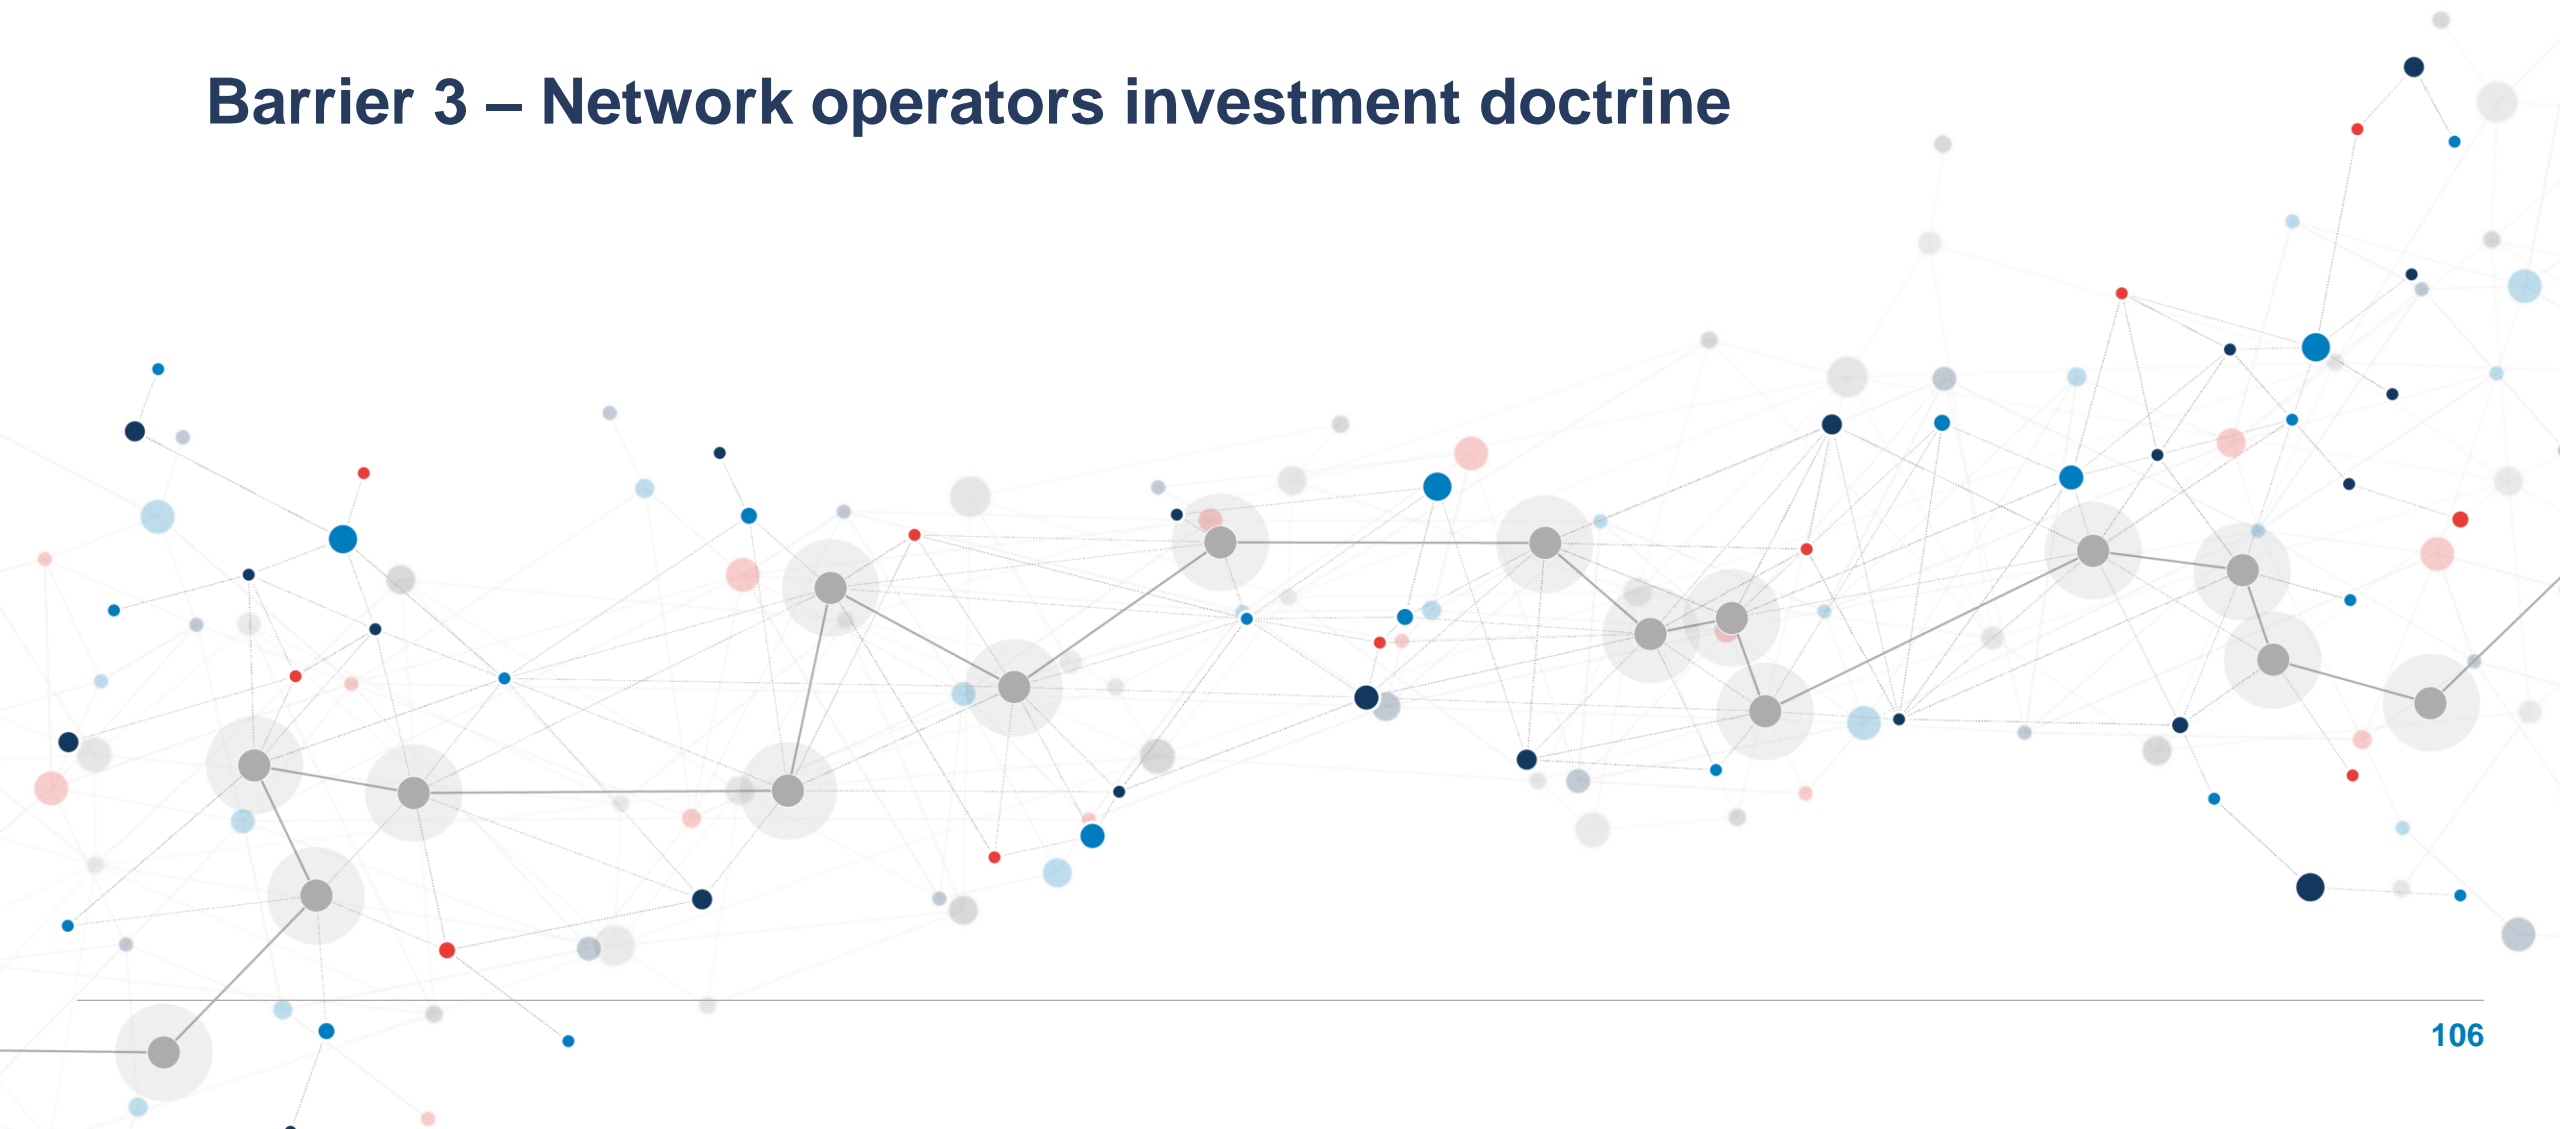 Barrier 3 – Network operators investment doctrine
106